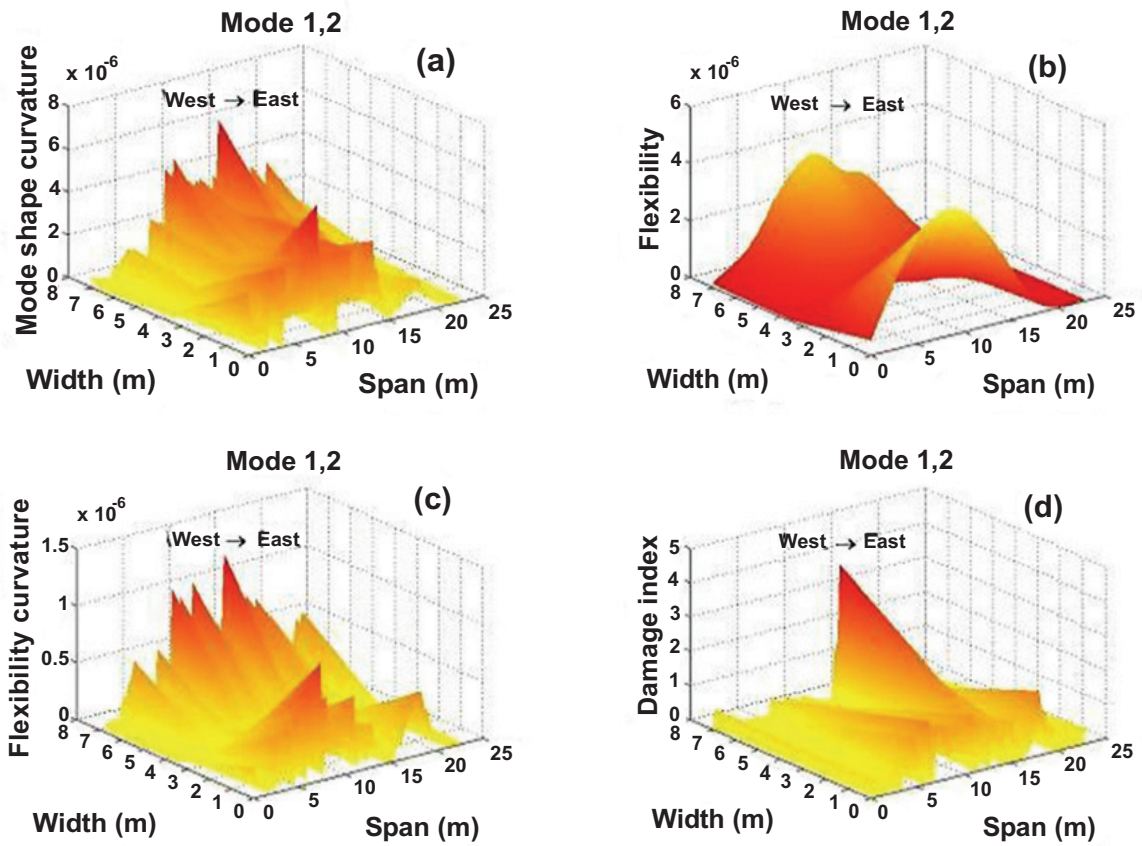 Mode 1,2
(a)
x 10⁻⁶
West → East
Mode shape curvature
8
6
4
2
0
8
7
6
5
4
3
2
1
0
Width (m)
0
5
10
15
20
25
Span (m)
Mode 1,2
(b)
x 10⁻⁶
West → East
Flexibility
6
4
2
0
8
7
6
5
4
3
2
1
0
Width (m)
0
5
10
15
20
25
Span (m)
Mode 1,2
(c)
x 10⁻⁶
West → East
Flexibility curvature
1.5
1
0.5
0
8
7
6
5
4
3
2
1
0
Width (m)
0
5
10
15
20
25
Span (m)
Mode 1,2
(d)
West → East
Damage index
5
4
3
2
1
0
8
7
6
5
4
3
2
1
0
Width (m)
0
5
10
15
20
25
Span (m)